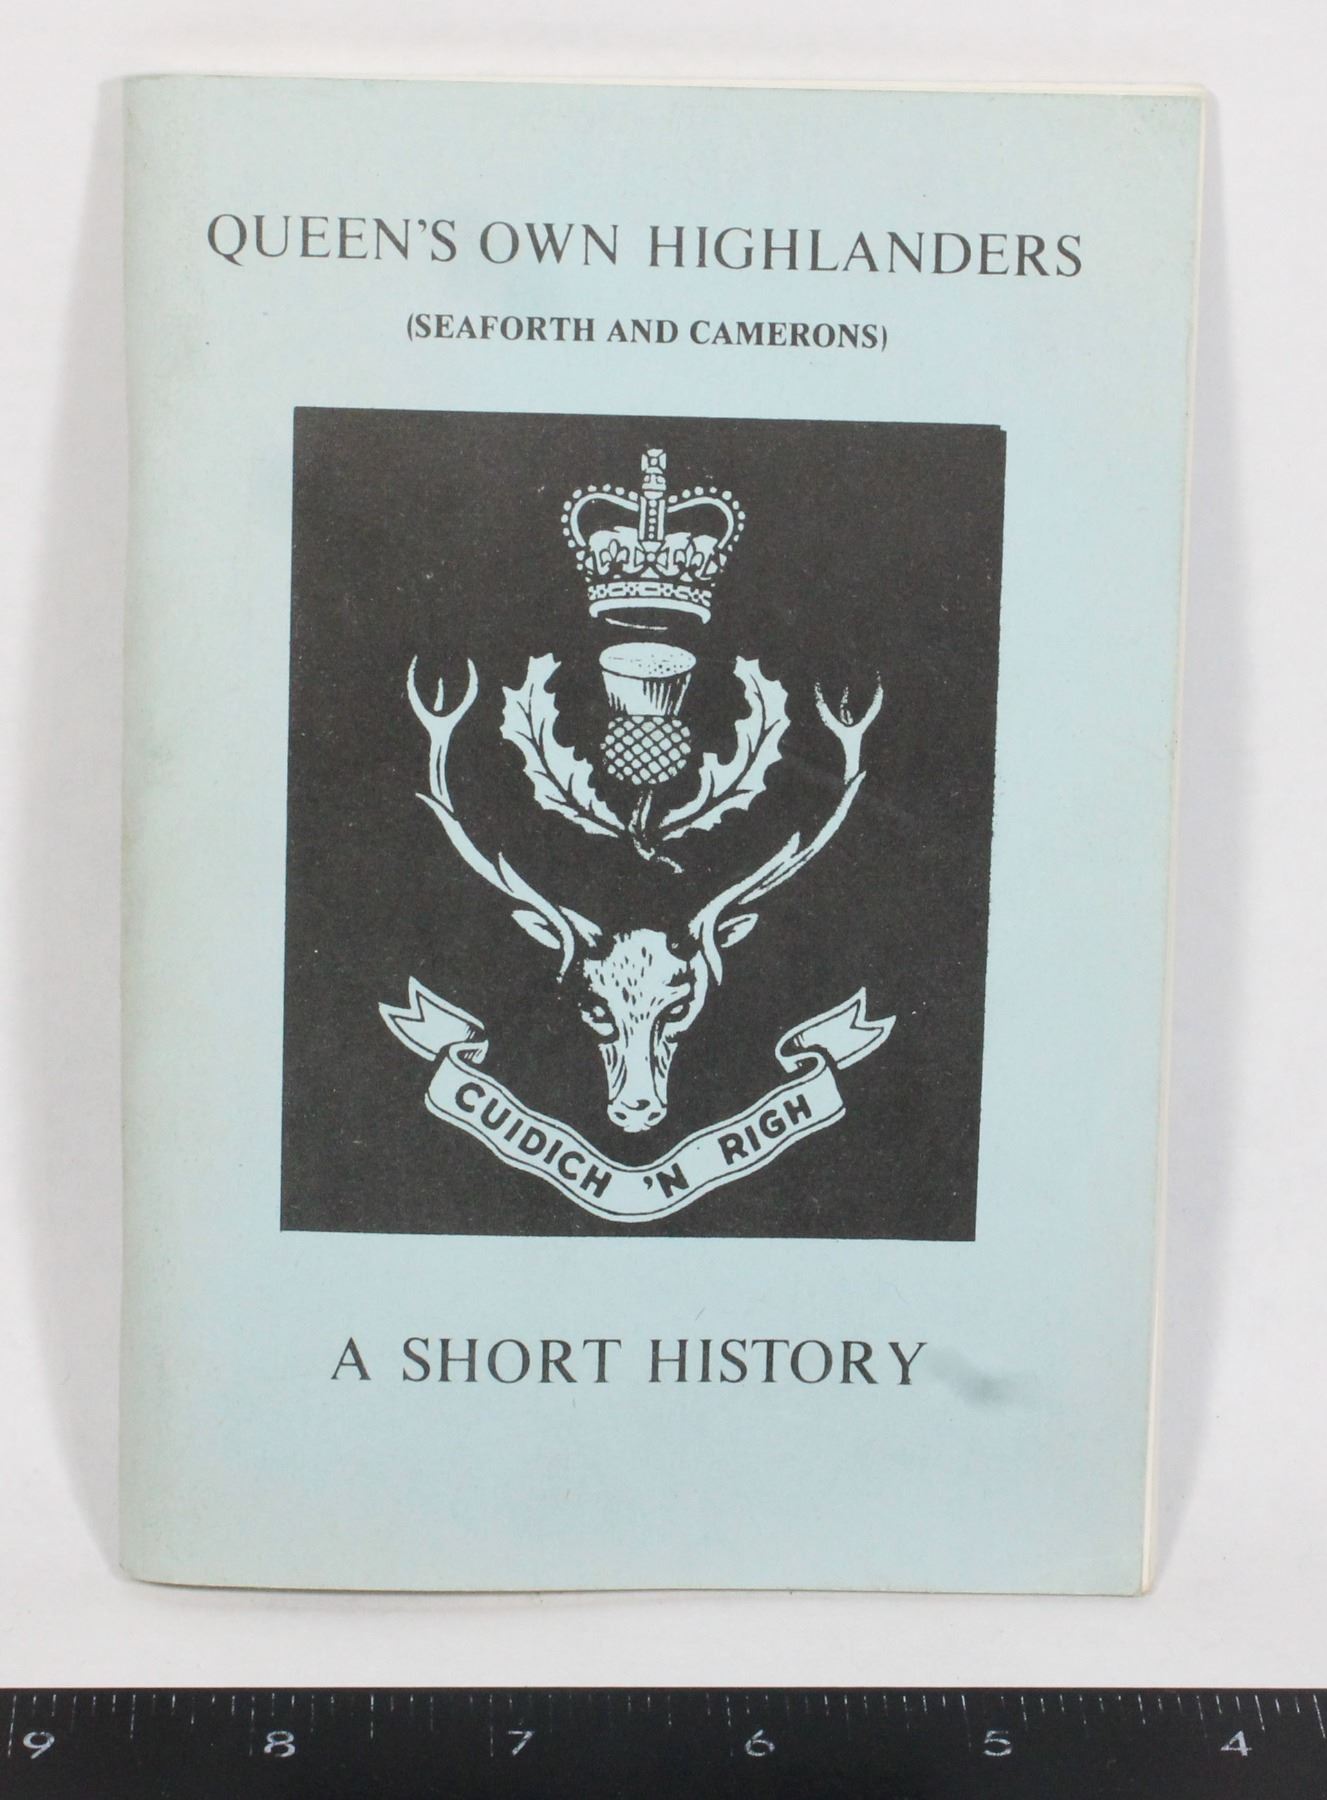 QUEEN'S OWN HIGHLANDERS
(SEAFORTH AND CAMERONS)
CUIDICH 'N RIGH
A SHORT HISTORY
9 8 7 6 5 4